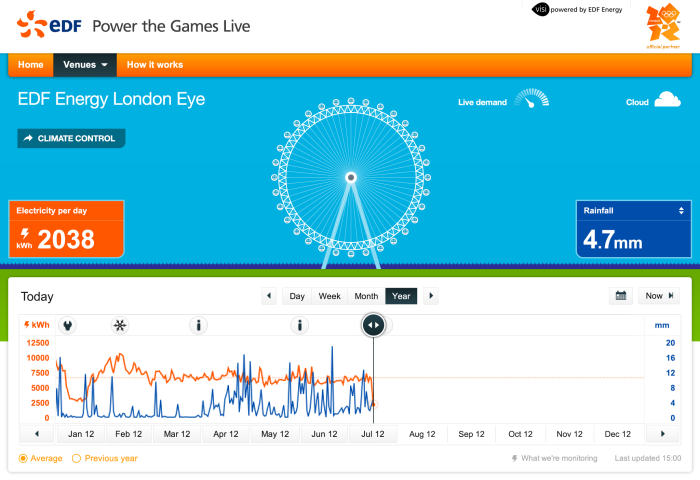 EDF Power the Games Live
visi powered by EDF Energy
official partner
Home Venues How it works
EDF Energy London Eye
Live demand
Cloud
CLIMATE CONTROL
Electricity per day
kWh 2038
Rainfall
4.7mm
Today
Day Week Month Year
Now
kWh
mm
12500 20
10000 16
7500 12
5000 8
2500 4
0 0
Jan 12 Feb 12 Mar 12 Apr 12 May 12 Jun 12 Jul 12 Aug 12 Sep 12 Oct 12 Nov 12 Dec 12
Average Previous year What we're monitoring Last updated 15:00